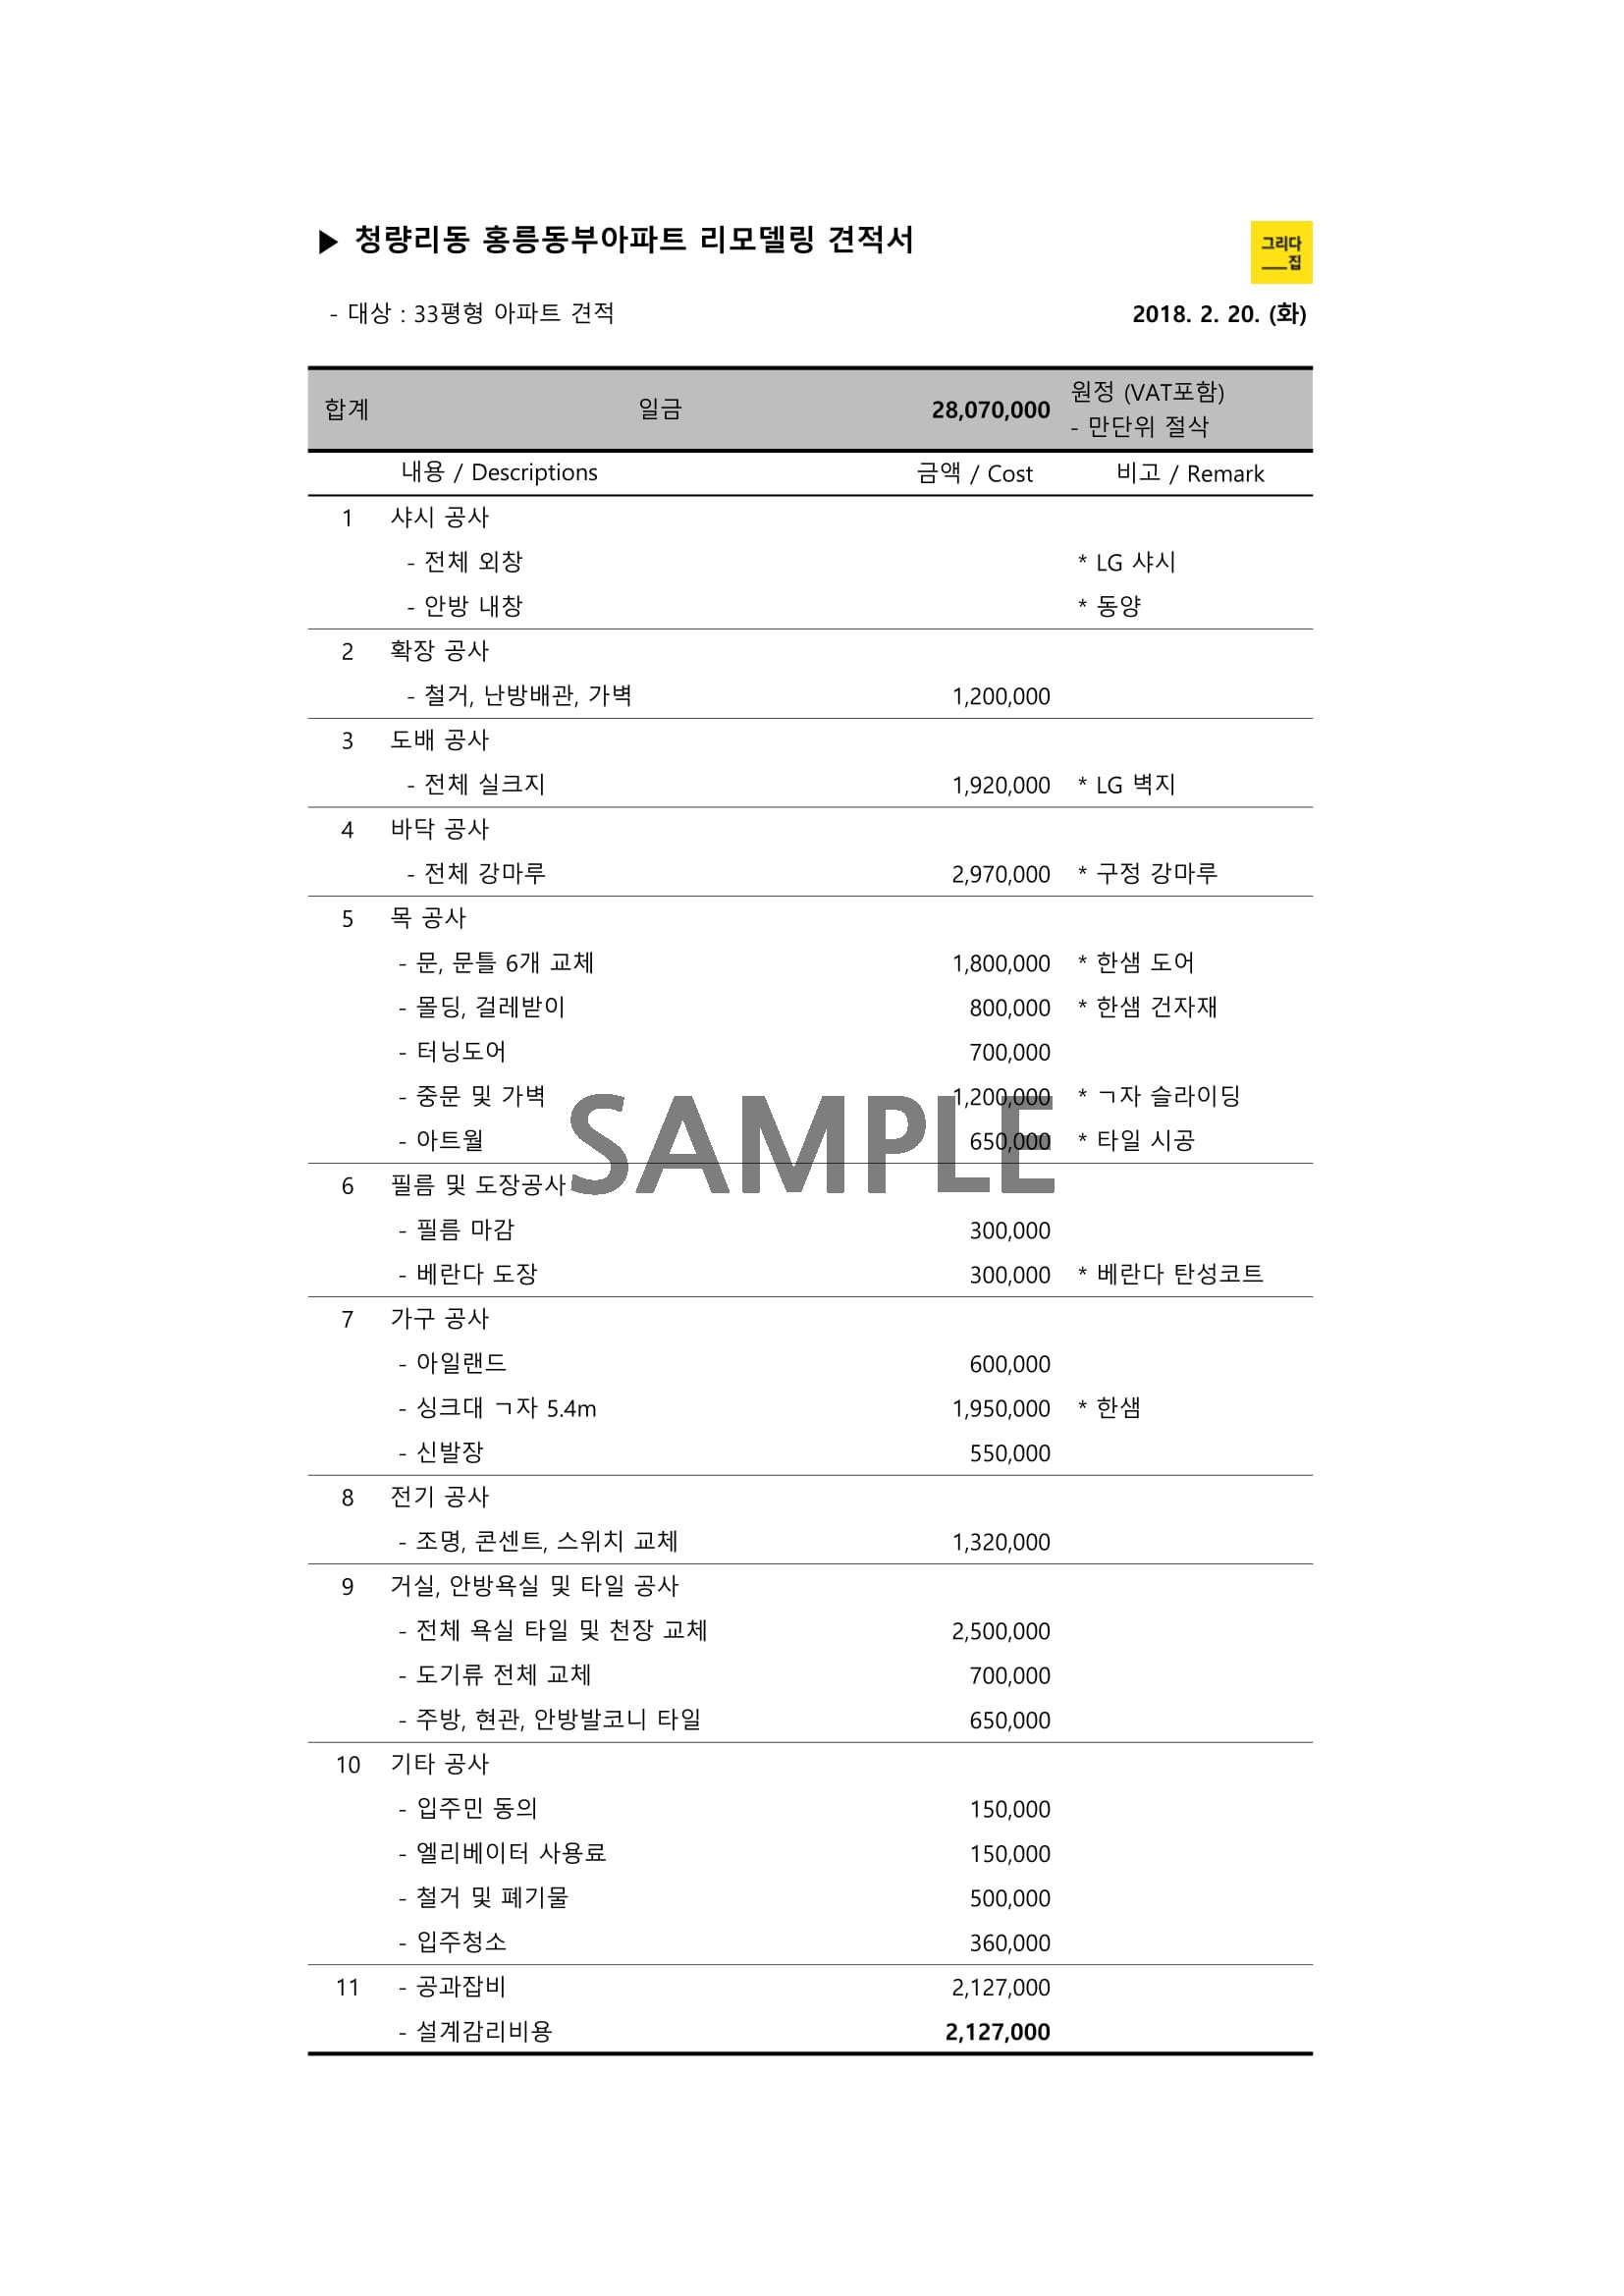 ▶ 청량리동 홍릉동부아파트 리모델링 견적서
그리다
__집
- 대상 : 33평형 아파트 견적 2018. 2. 20. (화)
합계 일금 28,070,000 원정 (VAT포함)
- 만단위 절삭
내용 / Descriptions 금액 / Cost 비고 / Remark
1 샤시 공사
- 전체 외창 * LG 샤시
- 안방 내창 * 동양
2 확장 공사
- 철거, 난방배관, 가벽 1,200,000
3 도배 공사
- 전체 실크지 1,920,000 * LG 벽지
4 바닥 공사
- 전체 강마루 2,970,000 * 구정 강마루
5 목 공사
- 문, 문틀 6개 교체 1,800,000 * 한샘 도어
- 몰딩, 걸레받이 800,000 * 한샘 건자재
- 터닝도어 700,000
- 중문 및 가벽 1,200,000 * ㄱ자 슬라이딩
- 아트월 650,000 * 타일 시공
SAMPLE
6 필름 및 도장공사
- 필름 마감 300,000
- 베란다 도장 300,000 * 베란다 탄성코트
7 가구 공사
- 아일랜드 600,000
- 싱크대 ㄱ자 5.4m 1,950,000 * 한샘
- 신발장 550,000
8 전기 공사
- 조명, 콘센트, 스위치 교체 1,320,000
9 거실, 안방욕실 및 타일 공사
- 전체 욕실 타일 및 천장 교체 2,500,000
- 도기류 전체 교체 700,000
- 주방, 현관, 안방발코니 타일 650,000
10 기타 공사
- 입주민 동의 150,000
- 엘리베이터 사용료 150,000
- 철거 및 폐기물 500,000
- 입주청소 360,000
11 - 공과잡비 2,127,000
- 설계감리비용 2,127,000